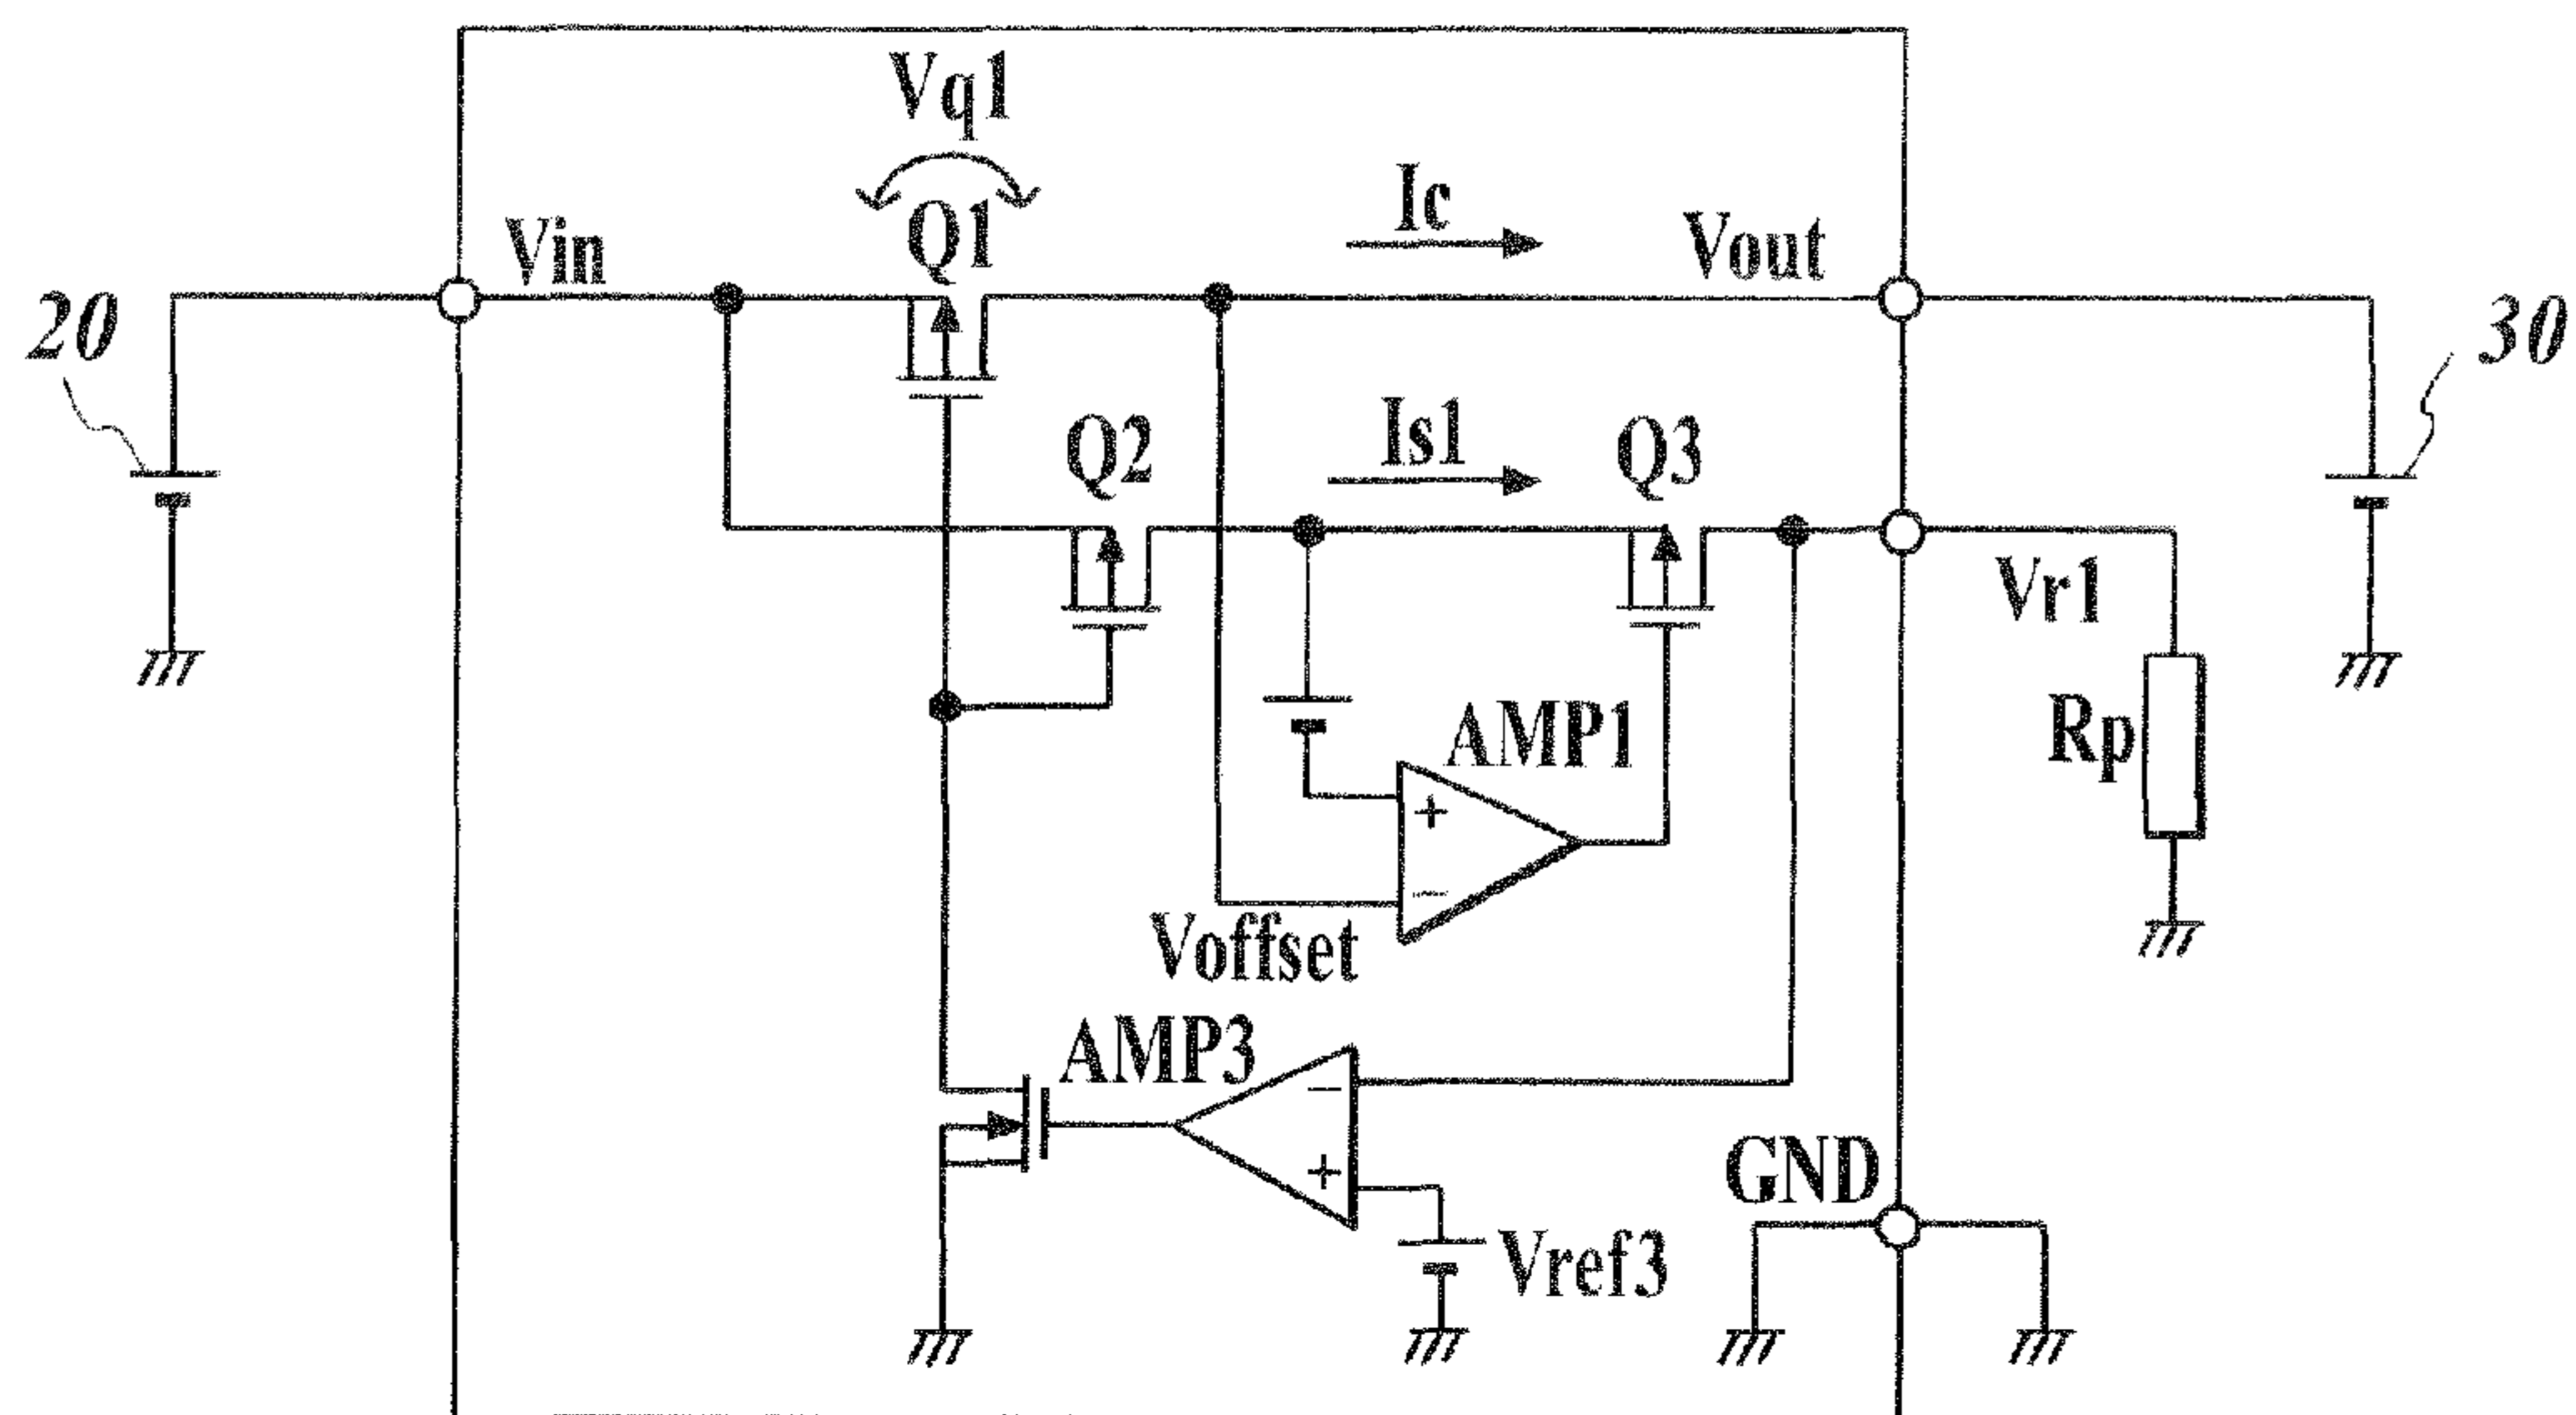 Vq1
Ic
Vin
Q1
Vout
20
30
Q2
Is1
Q3
Vr1
AMP1
Rp
+
−
Voffset
AMP3
−
+
GND
Vref3